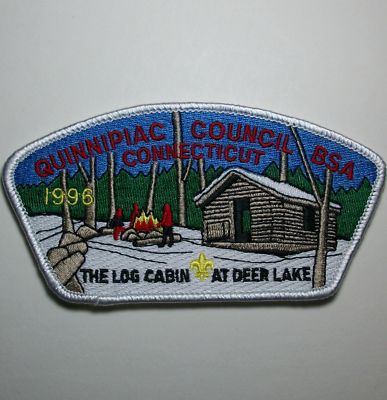 QUINNIPIAC COUNCIL BSA
CONNECTICUT
1996
THE LOG CABIN AT DEER LAKE